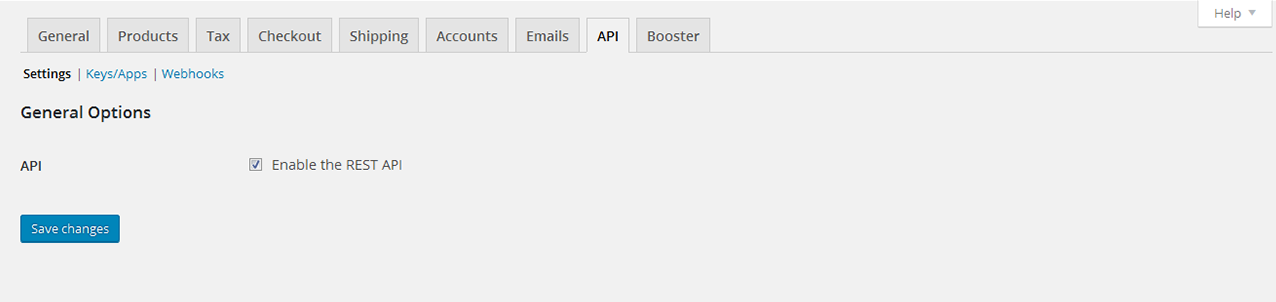 Help
General Products Tax Checkout Shipping Accounts Emails API Booster
Settings | Keys/Apps | Webhooks
General Options
API Enable the REST API
Save changes